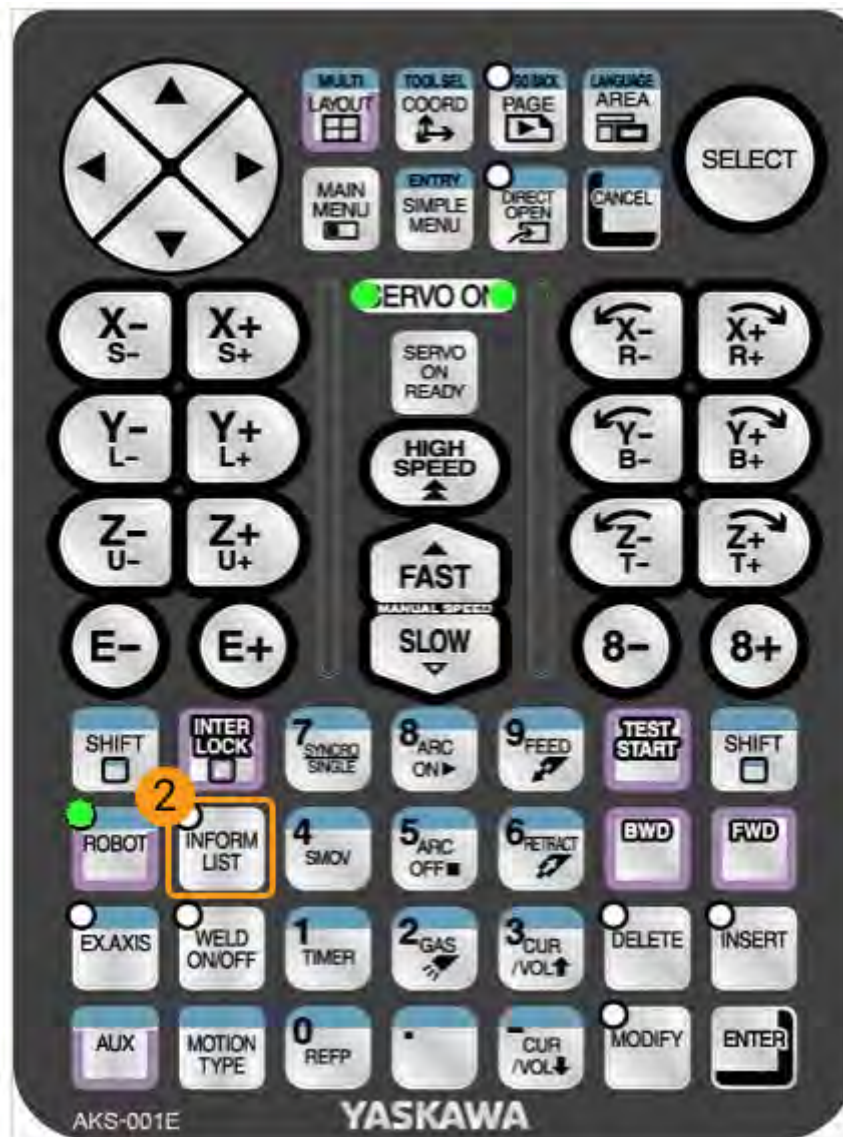 MULTI
LAYOUT
TOOL SEL
COORD
GO BACK
PAGE
LANGUAGE
AREA
SELECT
MAIN
MENU
ENTRY
SIMPLE
MENU
DIRECT
OPEN
CANCEL
SERVO ON
X-
S-
X+
S+
SERVO
ON
READY
X-
R-
X+
R+
Y-
L-
Y+
L+
HIGH
SPEED
Y-
B-
Y+
B+
Z-
U-
Z+
U+
FAST
MANUAL SPEED
SLOW
Z-
T-
Z+
T+
E-
E+
8-
8+
SHIFT
INTER
LOCK
7
SYNCRO
SINGLE
8 ARC
ON
9 FEED
TEST
START
SHIFT
2
ROBOT
INFORM
LIST
4
SMOV
5 ARC
OFF
6 RETRACT
BWD
FWD
EX.AXIS
WELD
ON/OFF
1
TIMER
2 GAS
3 CUR
/VOL
DELETE
INSERT
AUX
MOTION
TYPE
0
REFP
.
-
CUR
/VOL
MODIFY
ENTER
AKS-001E
YASKAWA